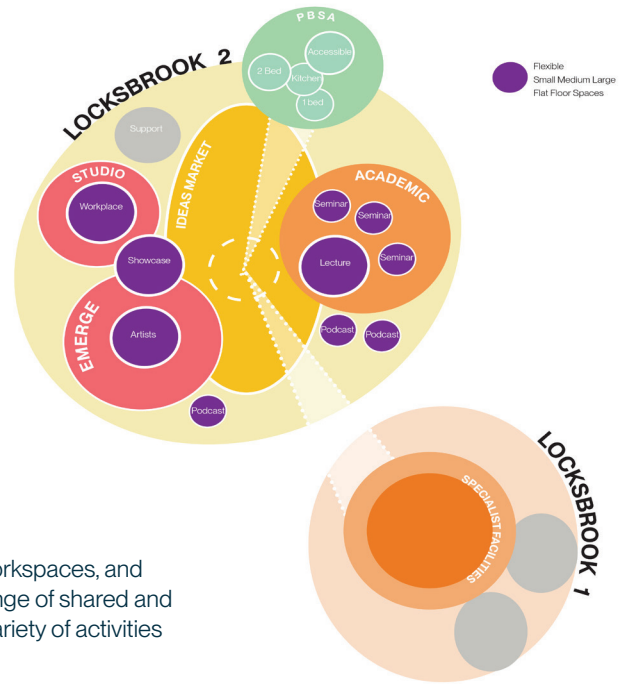 PBSA
Accessible
2 Bed
Kitchen
1 bed
LOCKSBROOK 2
Flexible
Small Medium Large
Flat Floor Spaces
Support
IDEAS MARKET
STUDIO
Workplace
ACADEMIC
Seminar
Seminar
Seminar
Lecture
Showcase
EMERGE
Artists
Podcast
Podcast
Podcast
LOCKSBROOK 1
SPECIALIST FACILITIES
orkspaces, and
nge of shared and
ariety of activities